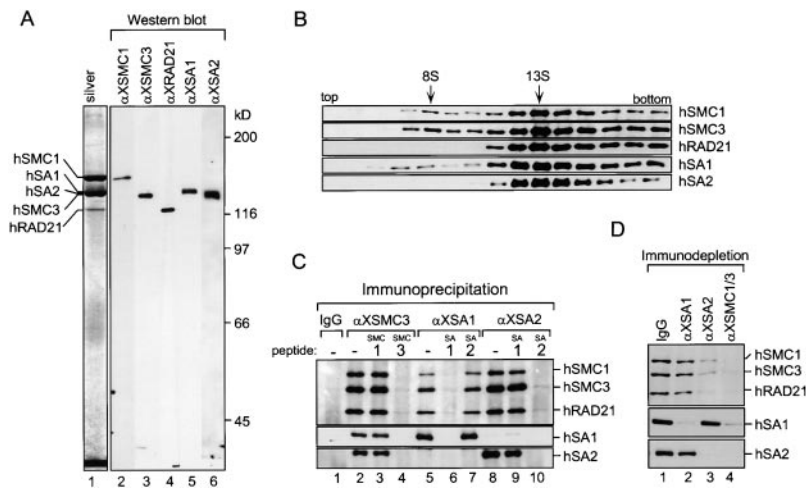 A
Western blot
silver
αXSMC1
αXSMC3
αXRAD21
αXSA1
αXSA2
kD
200
116
97
66
45
hSMC1
hSA1
hSA2
hSMC3
hRAD21
1 2 3 4 5 6
B
8S 13S
top bottom
hSMC1
hSMC3
hRAD21
hSA1
hSA2
C
Immunoprecipitation
IgG αXSMC3 αXSA1 αXSA2
SMC SMC SA SA SA SA
peptide: - - 1 3 - 1 2 - 1 2
hSMC1
hSMC3
hRAD21
hSA1
hSA2
1 2 3 4 5 6 7 8 9 10
D
Immunodepletion
IgG
αXSA1
αXSA2
αXSMC1/3
hSMC1
hSMC3
hRAD21
hSA1
hSA2
1 2 3 4